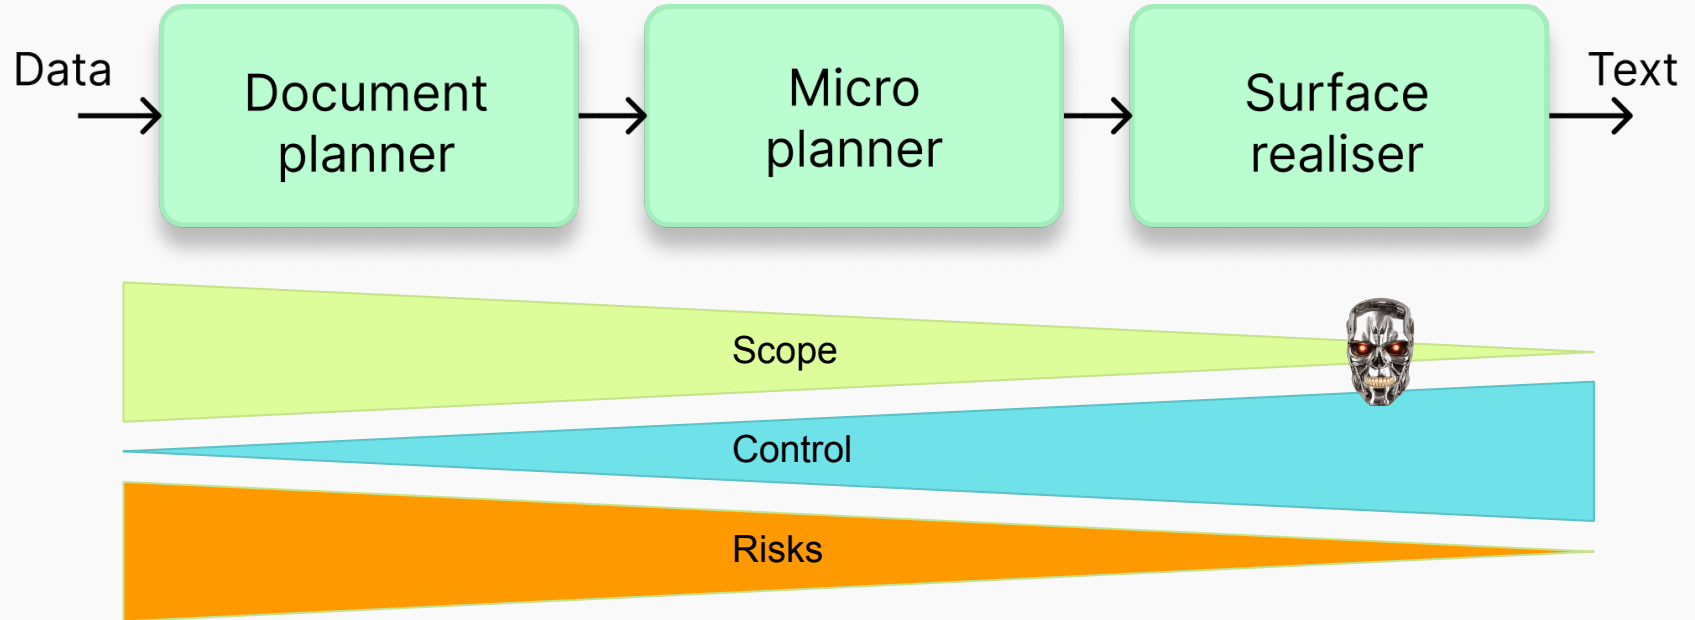 Data
Document
planner
Micro
planner
Surface
realiser
Text
Scope
Control
Risks